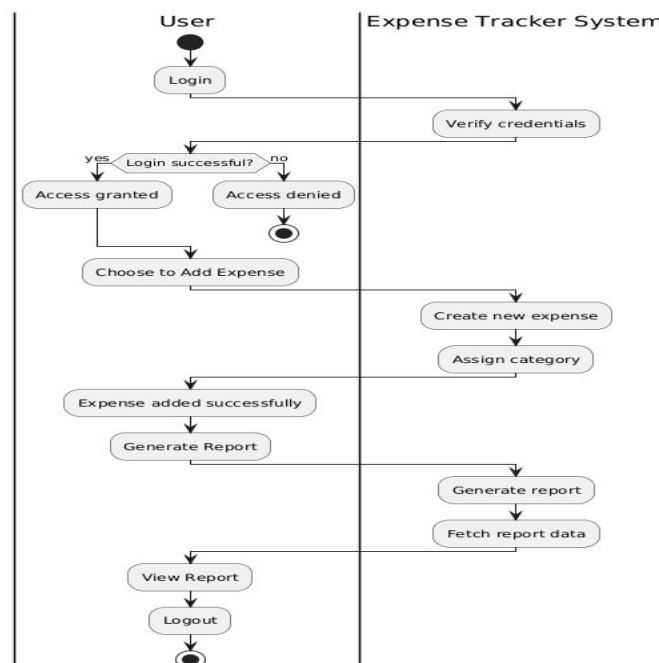 User
Expense Tracker System
Login
Verify credentials
yes
Login successful?
no
Access granted
Access denied
Choose to Add Expense
Create new expense
Assign category
Expense added successfully
Generate Report
Generate report
Fetch report data
View Report
Logout